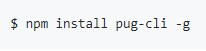 $ npm install pug-cli -g